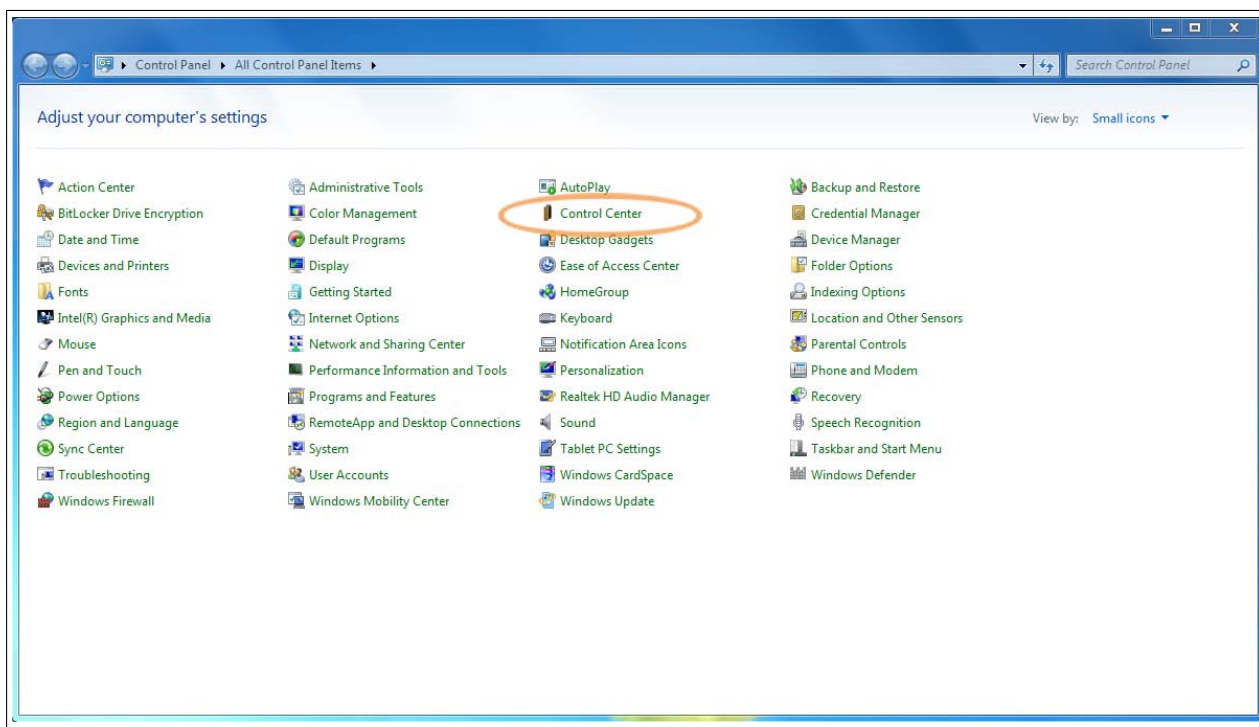 Control Panel All Control Panel Items Search Control Panel
Adjust your computer's settings View by: Small icons
Action Center Administrative Tools AutoPlay Backup and Restore
BitLocker Drive Encryption Color Management Control Center Credential Manager
Date and Time Default Programs Desktop Gadgets Device Manager
Devices and Printers Display Ease of Access Center Folder Options
Fonts Getting Started HomeGroup Indexing Options
Intel(R) Graphics and Media Internet Options Keyboard Location and Other Sensors
Mouse Network and Sharing Center Notification Area Icons Parental Controls
Pen and Touch Performance Information and Tools Personalization Phone and Modem
Power Options Programs and Features Realtek HD Audio Manager Recovery
Region and Language RemoteApp and Desktop Connections Sound Speech Recognition
Sync Center System Tablet PC Settings Taskbar and Start Menu
Troubleshooting User Accounts Windows CardSpace Windows Defender
Windows Firewall Windows Mobility Center Windows Update